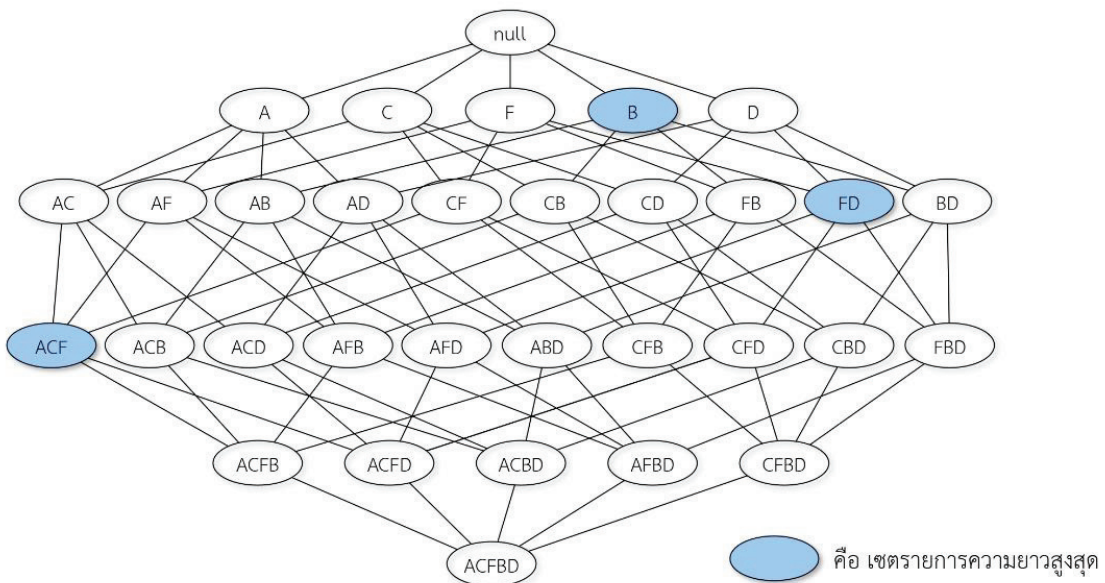 null
A C F B D
AC AF AB AD CF CB CD FB FD BD
ACF ACB ACD AFB AFD ABD CFB CFD CBD FBD
ACFB ACFD ACBD AFBD CFBD
ACFBD
คือ เซตรายการความยาวสูงสุด